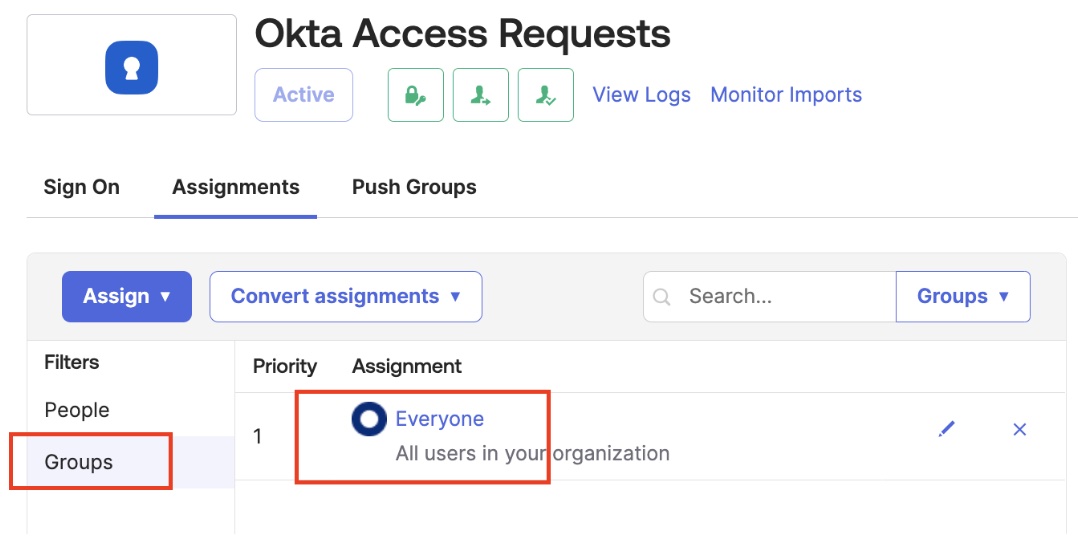 Okta Access Requests
Active
View Logs Monitor Imports
Sign On Assignments Push Groups
Assign ▼ Convert assignments ▼ Search... Groups ▼
Filters
Priority Assignment
People
1 Everyone
All users in your organization
Groups